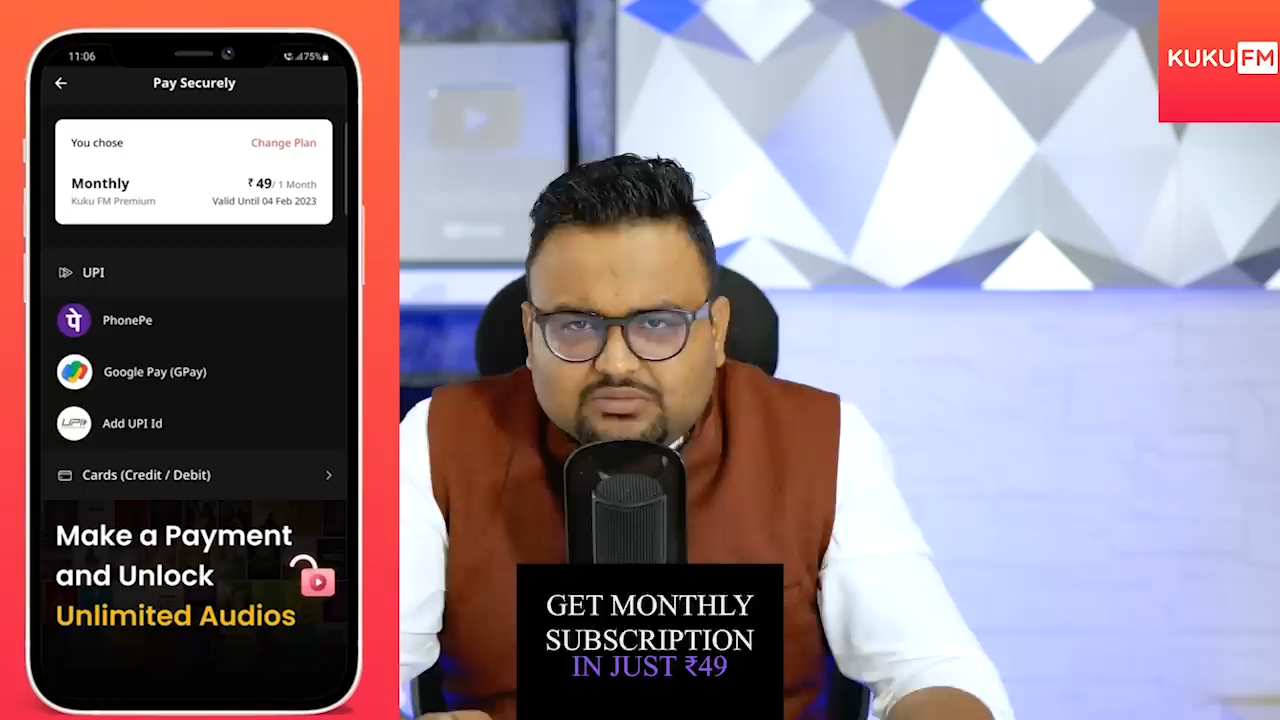 11:06
75%
Pay Securely
You chose
Change Plan
Monthly
₹ 49/ 1 Month
Kuku FM Premium
Valid Until 04 Feb 2023
UPI
पे PhonePe
Google Pay (GPay)
UPI Add UPI Id
Cards (Credit / Debit)
Make a Payment
and Unlock
Unlimited Audios
KUKU FM
GET MONTHLY
SUBSCRIPTION
IN JUST ₹49